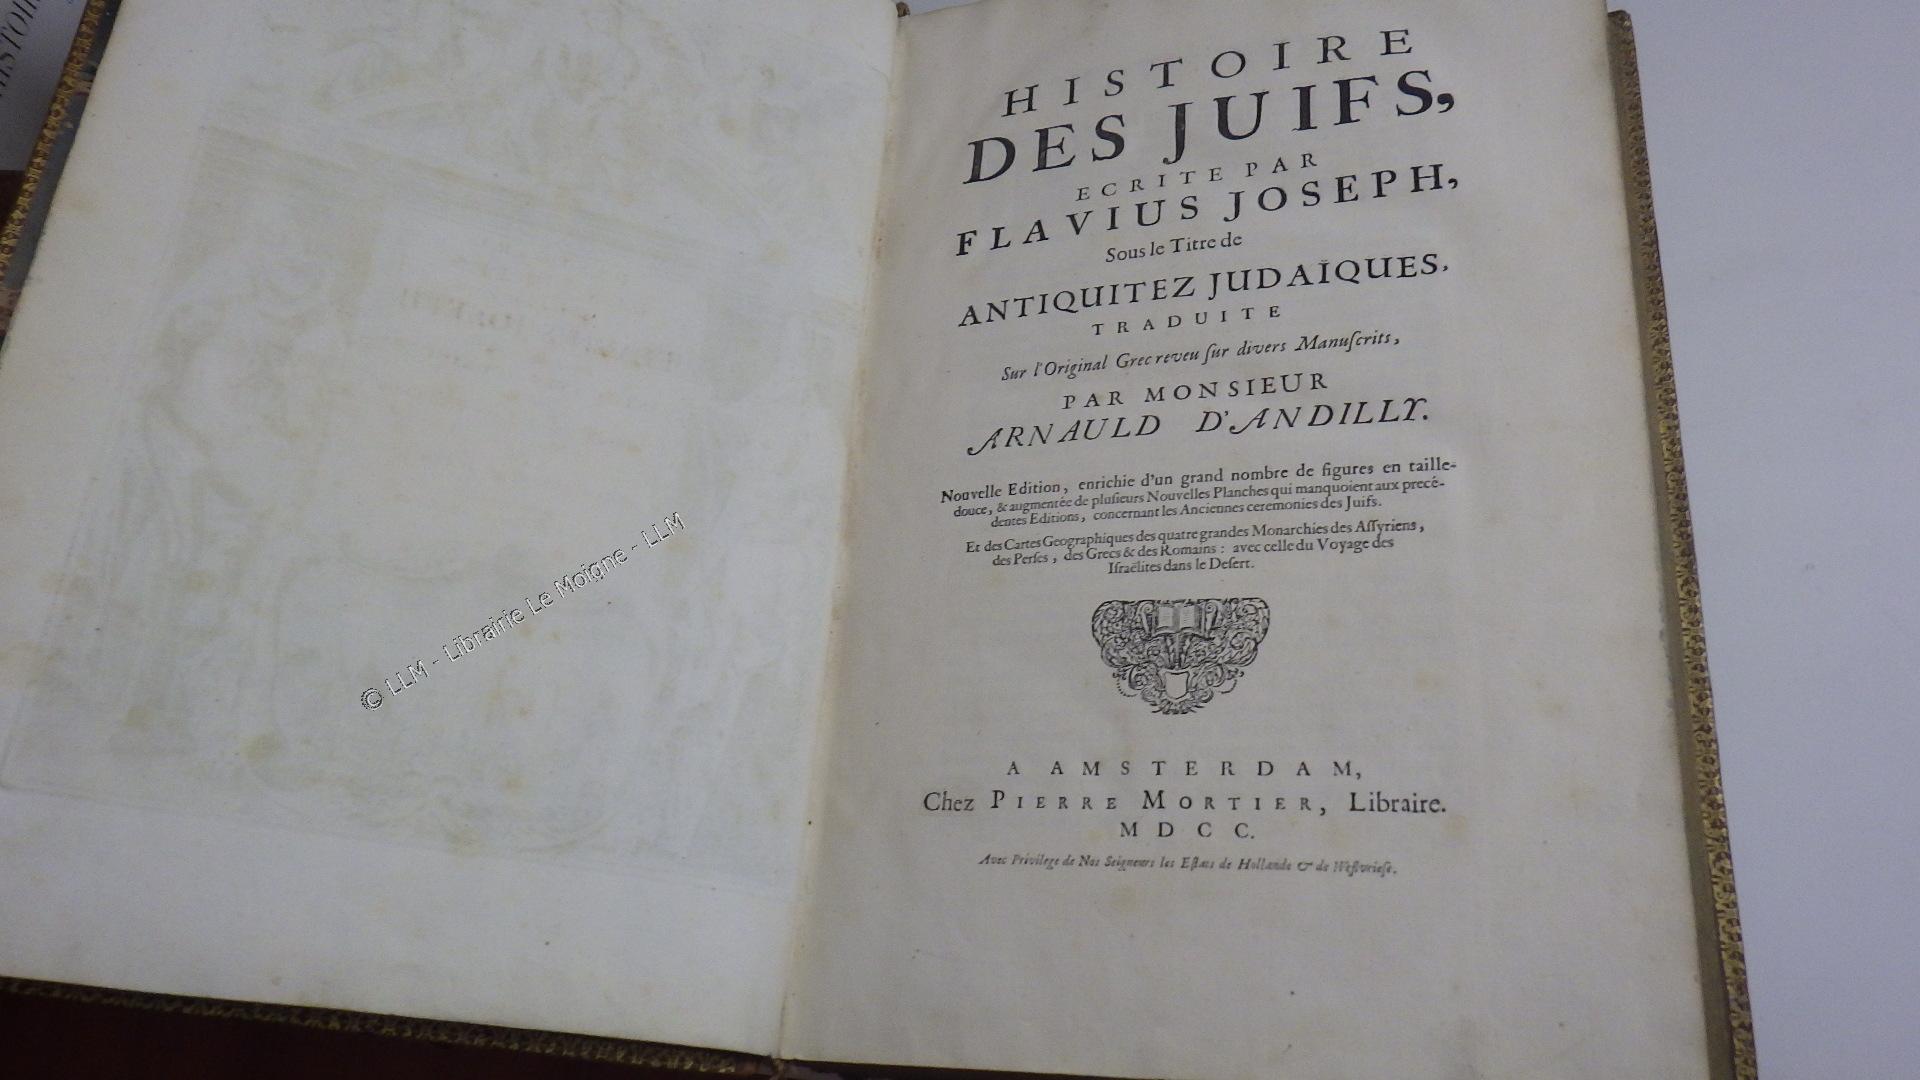 HISTOIRE
DES JUIFS,
ECRITE PAR
FLAVIUS JOSEPH,
Sous le Titre de
ANTIQUITEZ JUDAÏQUES,
TRADUITE
Sur l'Original Grec reveu ſur divers Manuſcrits,
PAR MONSIEUR
ARNAULD D'ANDILLY.
Nouvelle Edition, enrichie d'un grand nombre de figures en taille-
douce, & augmentée de pluſieurs Nouvelles Planches qui manquoient aux precé-
dentes Editions, concernant les Anciennes ceremonies des Juifs.
Et des Cartes Geographiques des quatre grandes Monarchies des Aſſyriens,
des Perſes, des Grecs & des Romains: avec celle du Voyage des
Iſraëlites dans le Deſert.
A AMSTERDAM,
Chez PIERRE MORTIER, Libraire.
MDCC.
Avec Privilege de Nos Seigneurs les Eſtats de Hollande & de Weſtvrieſe.
© LLM - Librairie Le Moigne - LLM